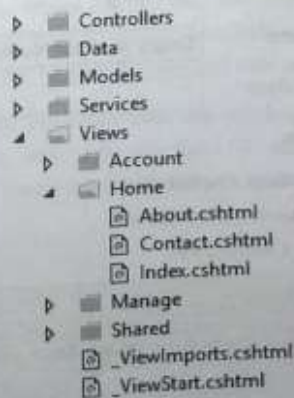 Controllers
Data
Models
Services
Views
Account
Home
About.cshtml
Contact.cshtml
Index.cshtml
Manage
Shared
_ViewImports.cshtml
_ViewStart.cshtml